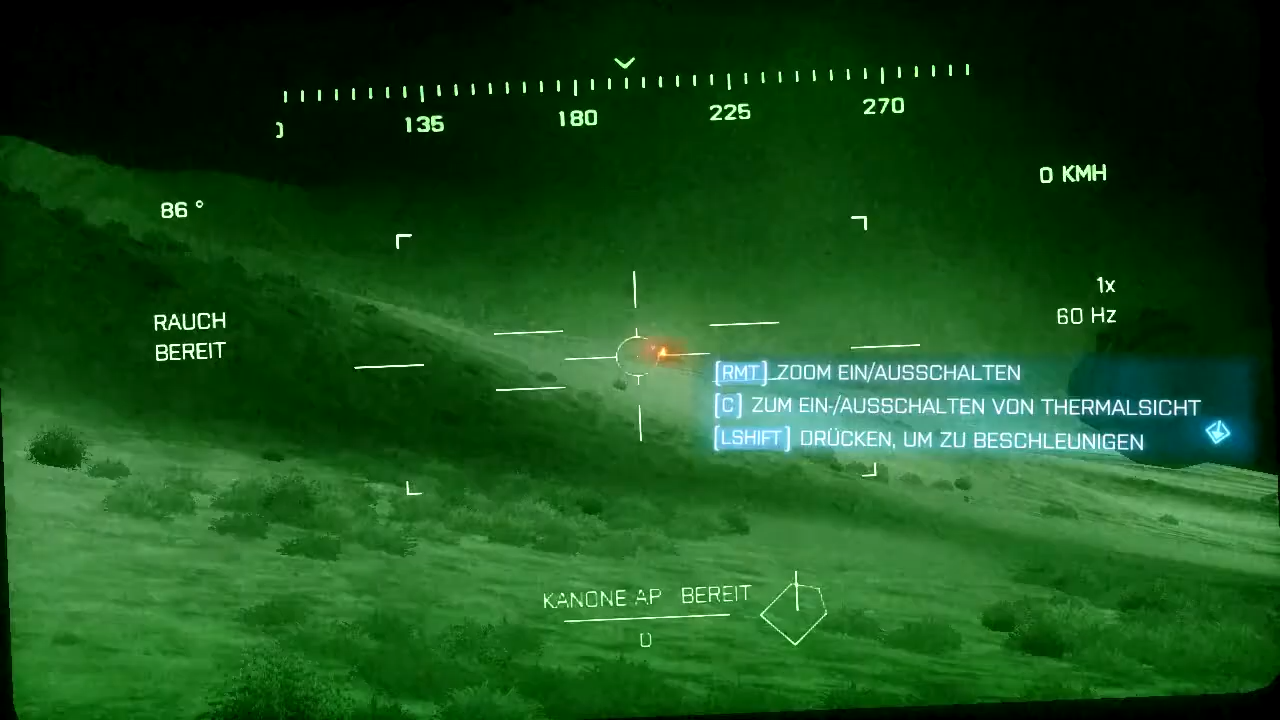 135
180
225
270
86 °
0 KMH
RAUCH
BEREIT
1x
60 Hz
[RMT] ZOOM EIN/AUSSCHALTEN
[C] ZUM EIN-/AUSSCHALTEN VON THERMALSICHT
[LSHIFT] DRÜCKEN, UM ZU BESCHLEUNIGEN
KANONE AP BEREIT
0